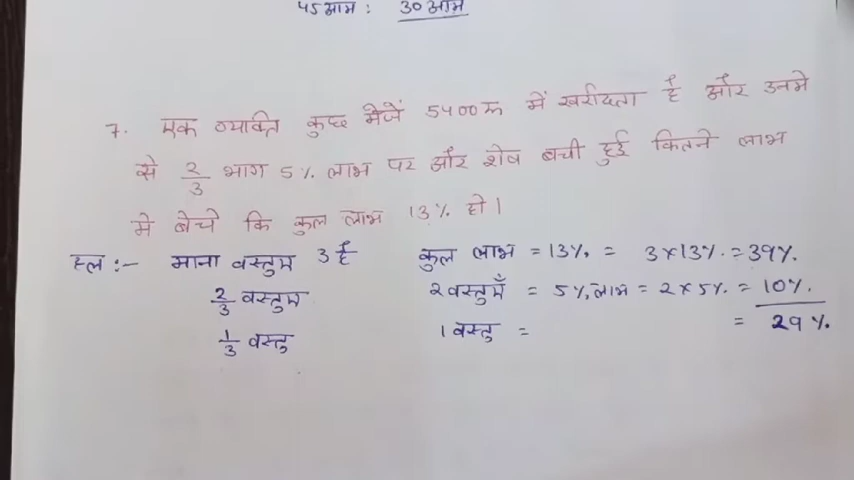 45 आम : 30 आम
7. एक व्यक्ति कुछ मेजें 5400रू में खरीदता है और उनमे
से 2/3 भाग 5% लाभ पर और शेष बची हुई कितने लाभ
मे बेचे कि कुल लाभ 13% हो।
हल :- माना वस्तुए 3 है कुल लाभ = 13% = 3×13% = 39%
2/3 वस्तुए 2 वस्तुएँ = 5% लाभ = 2×5% = 10%
1/3 वस्तु 1 वस्तु = = 29%